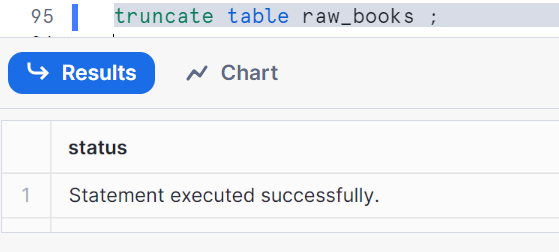 95 truncate table raw_books ;
Results Chart
status
1 Statement executed successfully.